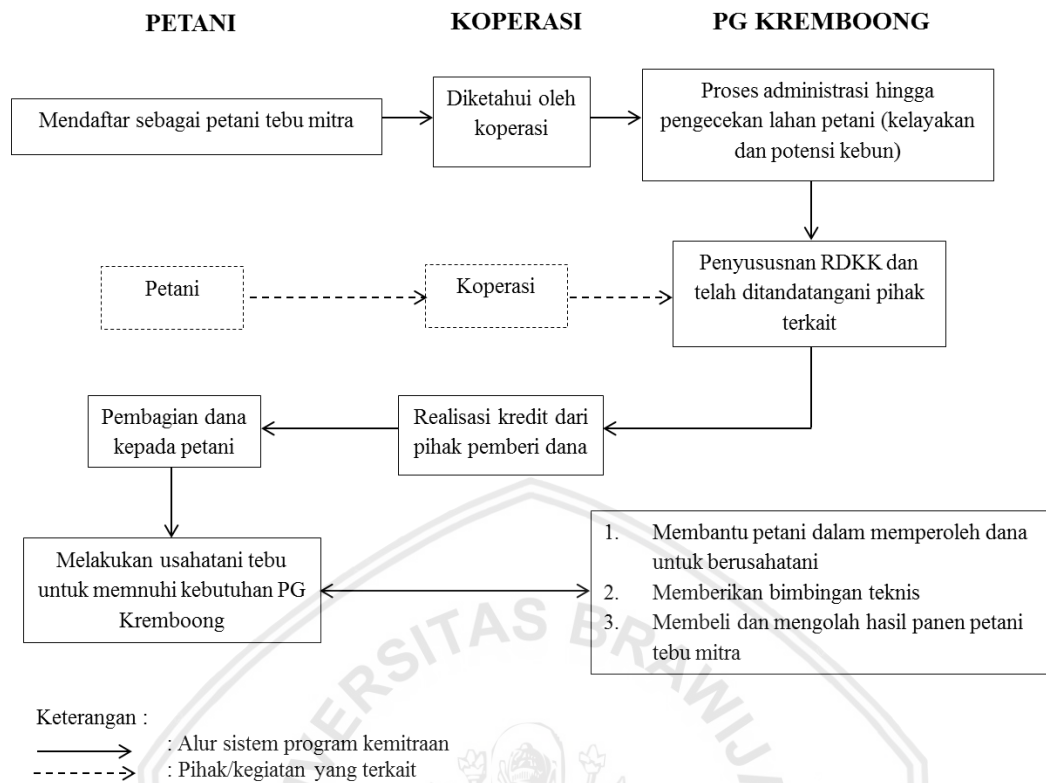 PETANI
KOPERASI
PG KREMBOONG
Mendaftar sebagai petani tebu mitra
Diketahui oleh
koperasi
Proses administrasi hingga
pengecekan lahan petani (kelayakan
dan potensi kebun)
Petani
Koperasi
Penyususnan RDKK dan
telah ditandatangani pihak
terkait
Pembagian dana
kepada petani
Realisasi kredit dari
pihak pemberi dana
Melakukan usahatani tebu
untuk memnuhi kebutuhan PG
Kremboong
1. Membantu petani dalam memperoleh dana
untuk berusahatani
2. Memberikan bimbingan teknis
3. Membeli dan mengolah hasil panen petani
tebu mitra
VERSITAS BRAWIJA
Keterangan :
: Alur sistem program kemitraan
: Pihak/kegiatan yang terkait